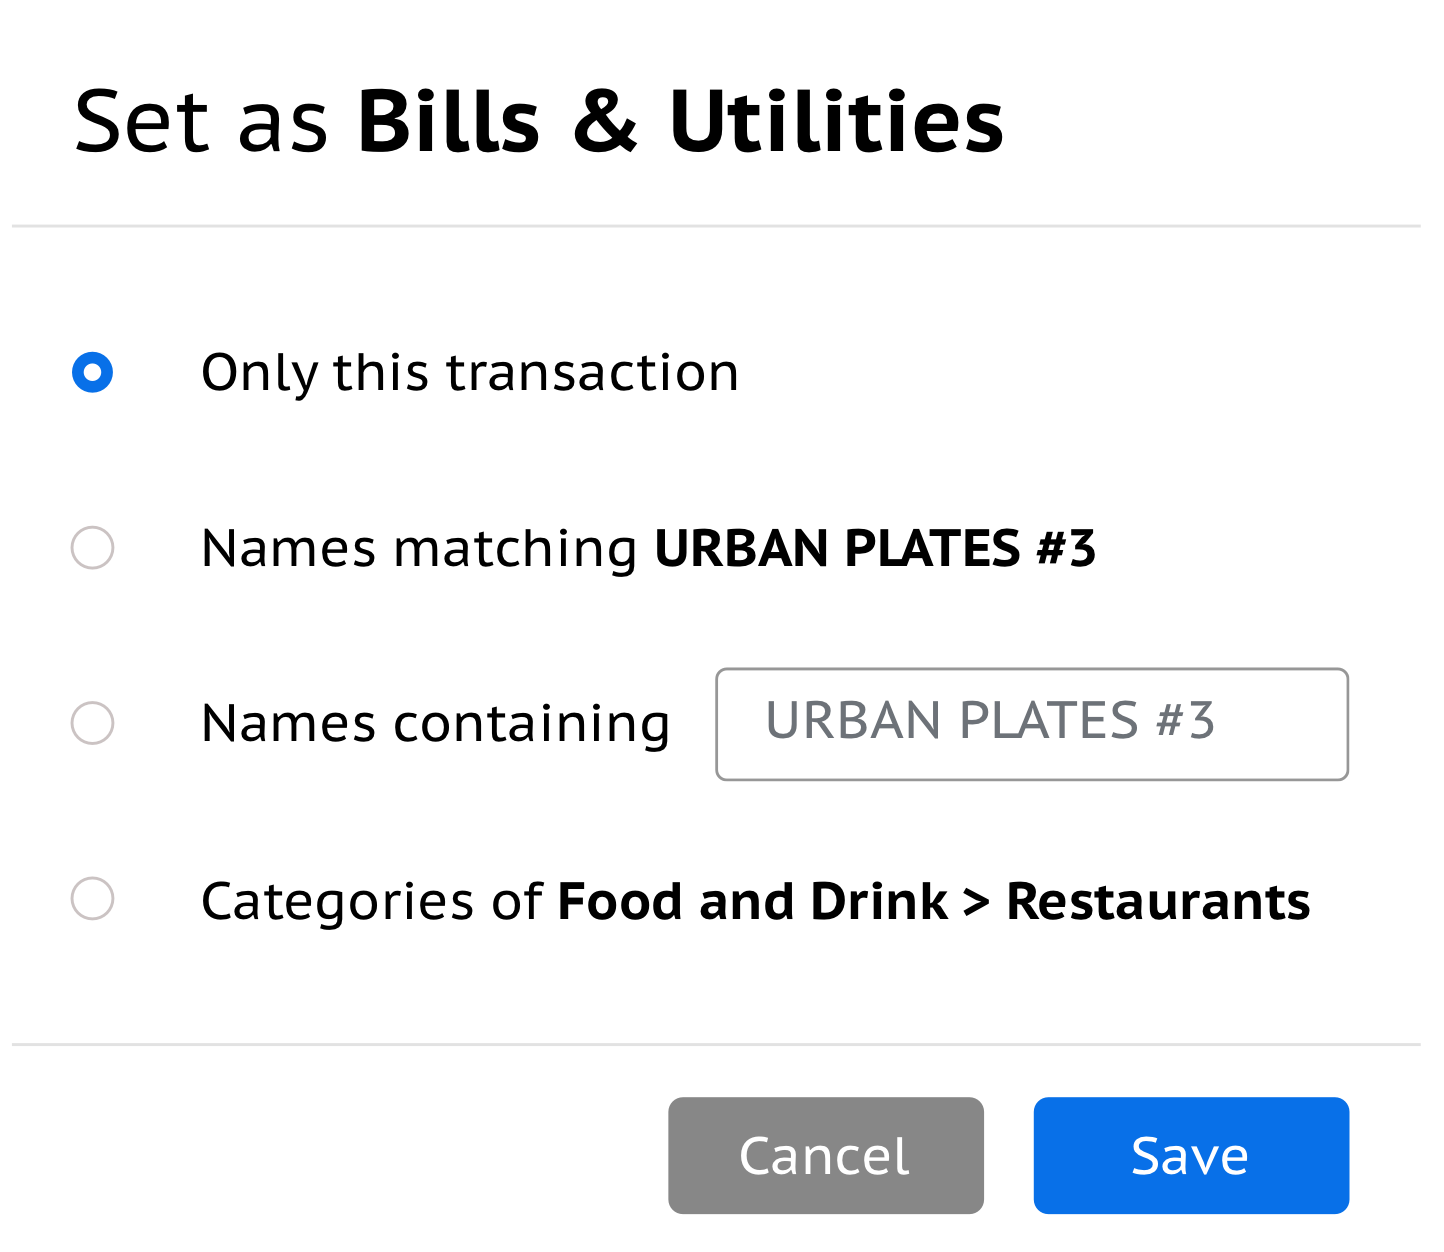 Set as Bills & Utilities
Only this transaction
Names matching URBAN PLATES #3
Names containing URBAN PLATES #3
Categories of Food and Drink > Restaurants
Cancel Save